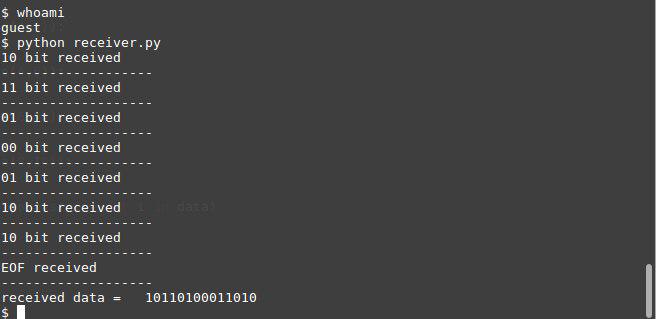 $ whoami
guest
$ python receiver.py
10 bit received
-------------------
11 bit received
-------------------
01 bit received
-------------------
00 bit received
-------------------
01 bit received
-------------------
10 bit received
-------------------
10 bit received
-------------------
EOF received
-------------------
received data =   10110100011010
$